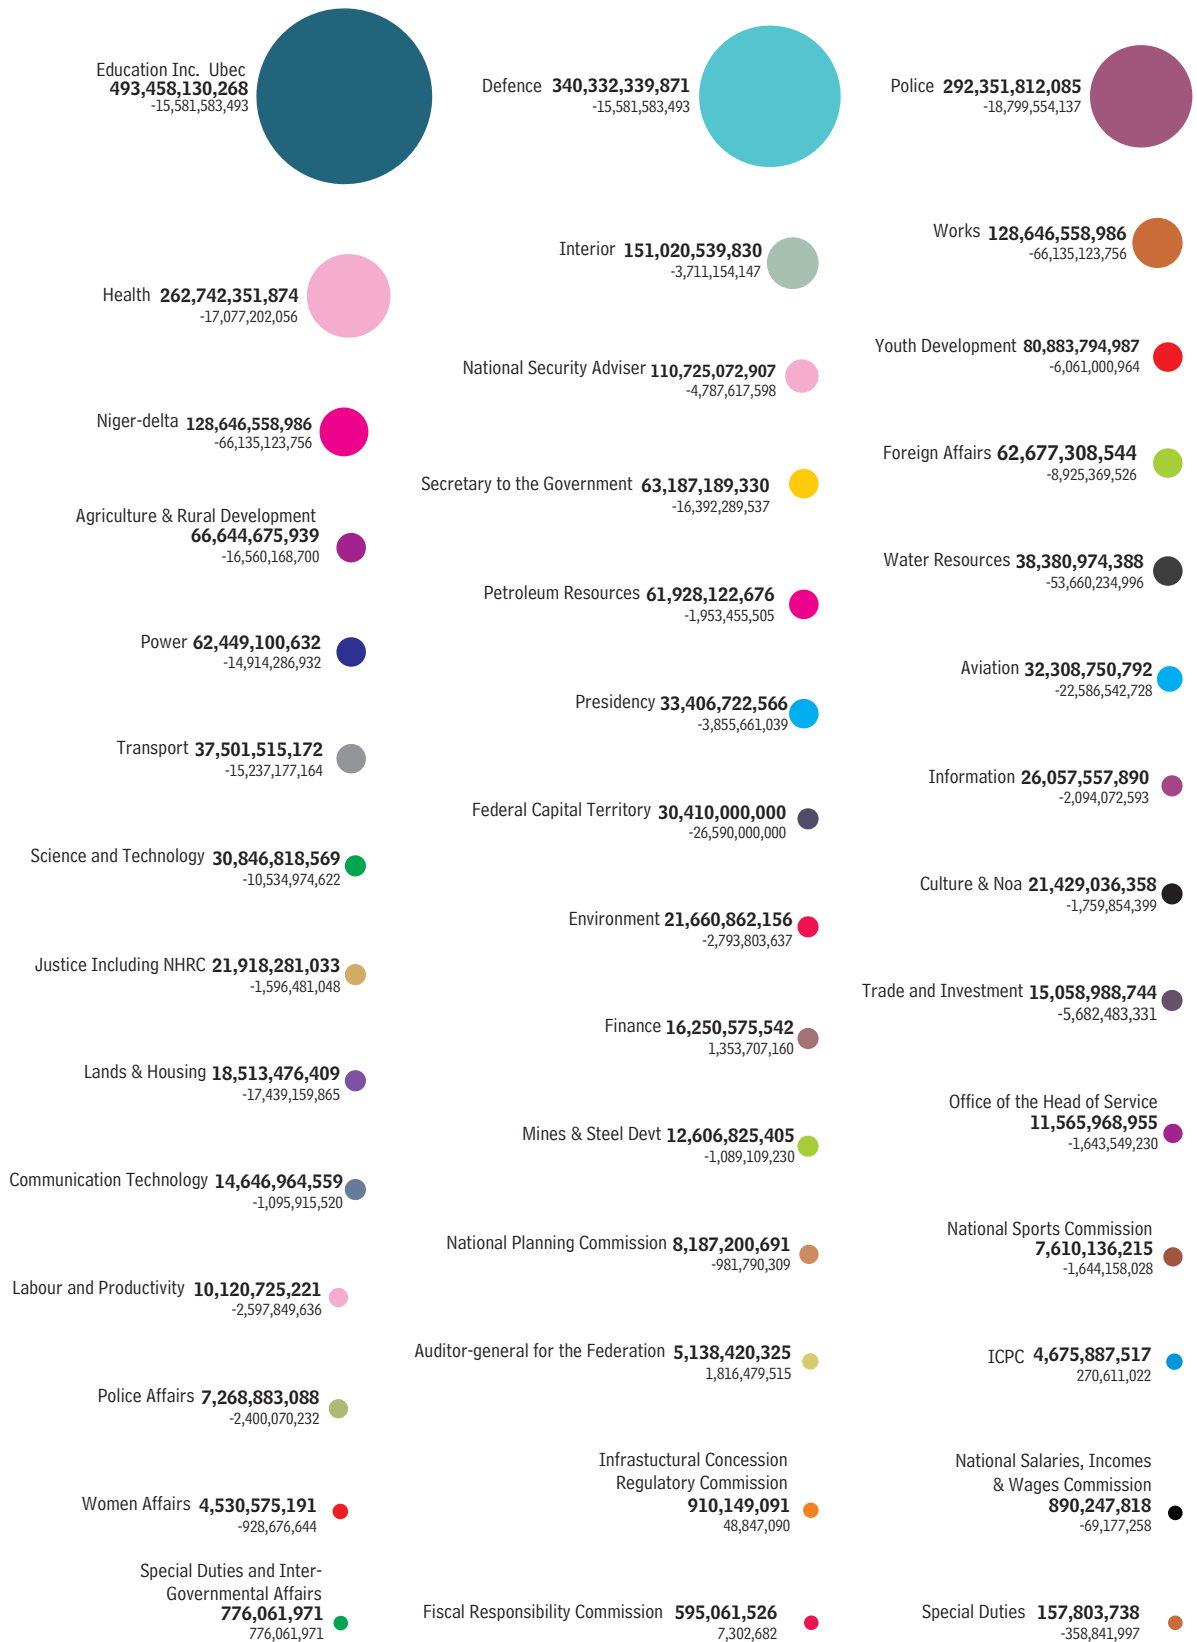 Education Inc. Ubec
493,458,130,268
-15,581,583,493
Defence 340,332,339,871
-15,581,583,493
Police 292,351,812,085
-18,799,554,137
Health 262,742,351,874
-17,077,202,056
Interior 151,020,539,830
-3,711,154,147
Works 128,646,558,986
-66,135,123,756
Niger-delta 128,646,558,986
-66,135,123,756
National Security Adviser 110,725,072,907
-4,787,617,598
Youth Development 80,883,794,987
-6,061,000,964
Agriculture & Rural Development
66,644,675,939
-16,560,168,700
Secretary to the Government 63,187,189,330
-16,392,289,537
Foreign Affairs 62,677,308,544
-8,925,369,526
Power 62,449,100,632
-14,914,286,932
Petroleum Resources 61,928,122,676
-1,953,455,505
Water Resources 38,380,974,388
-53,660,234,996
Transport 37,501,515,172
-15,237,177,164
Presidency 33,406,722,566
-3,855,661,039
Aviation 32,308,750,792
-22,586,542,728
Science and Technology 30,846,818,569
-10,534,974,622
Federal Capital Territory 30,410,000,000
-26,590,000,000
Information 26,057,557,890
-2,094,072,593
Justice Including NHRC 21,918,281,033
-1,596,481,048
Environment 21,660,862,156
-2,793,803,637
Culture & Noa 21,429,036,358
-1,759,854,399
Lands & Housing 18,513,476,409
-17,439,159,865
Finance 16,250,575,542
1,353,707,160
Trade and Investment 15,058,988,744
-5,682,483,331
Communication Technology 14,646,964,559
-1,095,915,520
Mines & Steel Devt 12,606,825,405
-1,089,109,230
Office of the Head of Service
11,565,968,955
-1,643,549,230
Labour and Productivity 10,120,725,221
-2,597,849,636
National Planning Commission 8,187,200,691
-981,790,309
National Sports Commission
7,610,136,215
-1,644,158,028
Police Affairs 7,268,883,088
-2,400,070,232
Auditor-general for the Federation 5,138,420,325
1,816,479,515
ICPC 4,675,887,517
270,611,022
Women Affairs 4,530,575,191
-928,676,644
Infrastuctural Concession
Regulatory Commission
910,149,091
48,847,090
National Salaries, Incomes
& Wages Commission
890,247,818
-69,177,258
Special Duties and Inter-
Governmental Affairs
776,061,971
776,061,971
Fiscal Responsibility Commission 595,061,526
7,302,682
Special Duties 157,803,738
-358,841,997